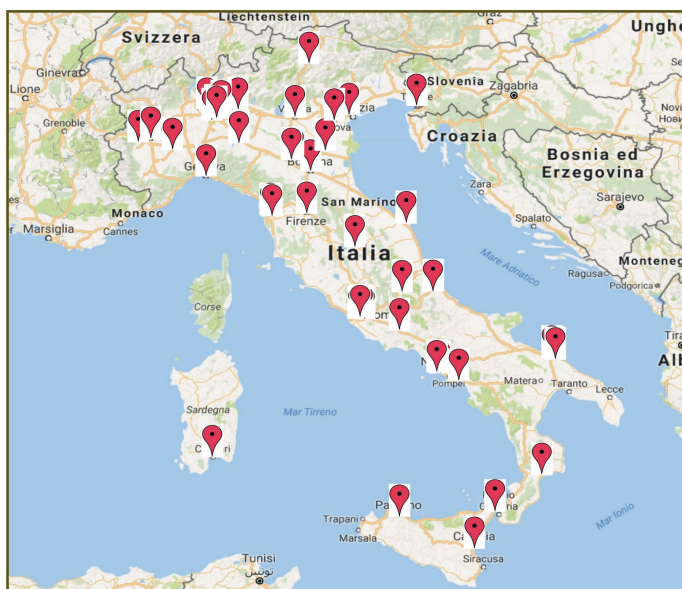 Liechtenstein
Graz
Svizzera
Unghe
Ginevra
Slovenia
Zagabria
Lione
Grenoble
Croazia
Bosnia ed
Erzegovina
Monaco
Cannes
Marsiglia
San Marino
Firenze
Zara
Sarajevo
Spalato
Italia
Mare Adriatico
Ragusa
Monteneg
Podgorica
Corse
Tira
Alb
Pompei
Matera
Taranto
Lecce
Sardegna
Mar Tirreno
Mar Ionio
Trapani
Marsala
Siracusa
Tunisi
تونس